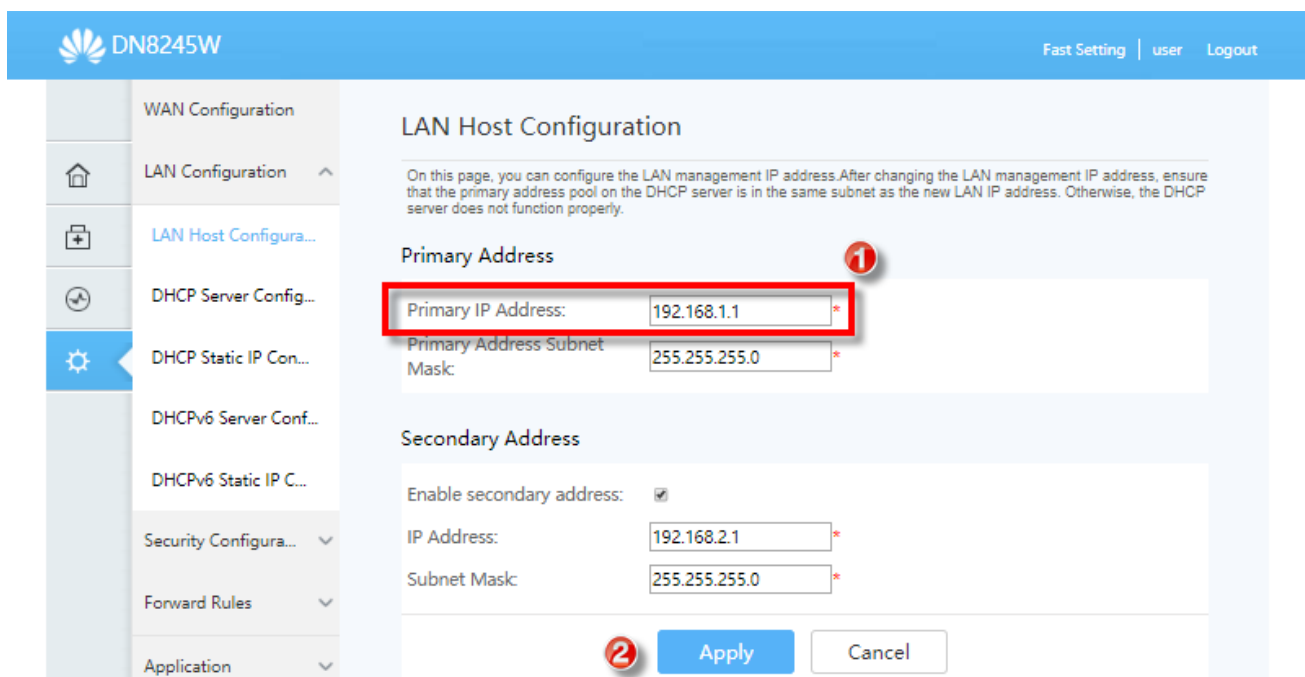 DN8245W
Fast Setting | user Logout
WAN Configuration
LAN Configuration
LAN Host Configura...
DHCP Server Config...
DHCP Static IP Con...
DHCPv6 Server Conf...
DHCPv6 Static IP C...
Security Configura...
Forward Rules
Application
LAN Host Configuration
On this page, you can configure the LAN management IP address.After changing the LAN management IP address, ensure
that the primary address pool on the DHCP server is in the same subnet as the new LAN IP address. Otherwise, the DHCP
server does not function properly.
Primary Address
1
Primary IP Address: 192.168.1.1 *
Primary Address Subnet
Mask: 255.255.255.0 *
Secondary Address
Enable secondary address:
IP Address: 192.168.2.1 *
Subnet Mask: 255.255.255.0 *
2 Apply Cancel